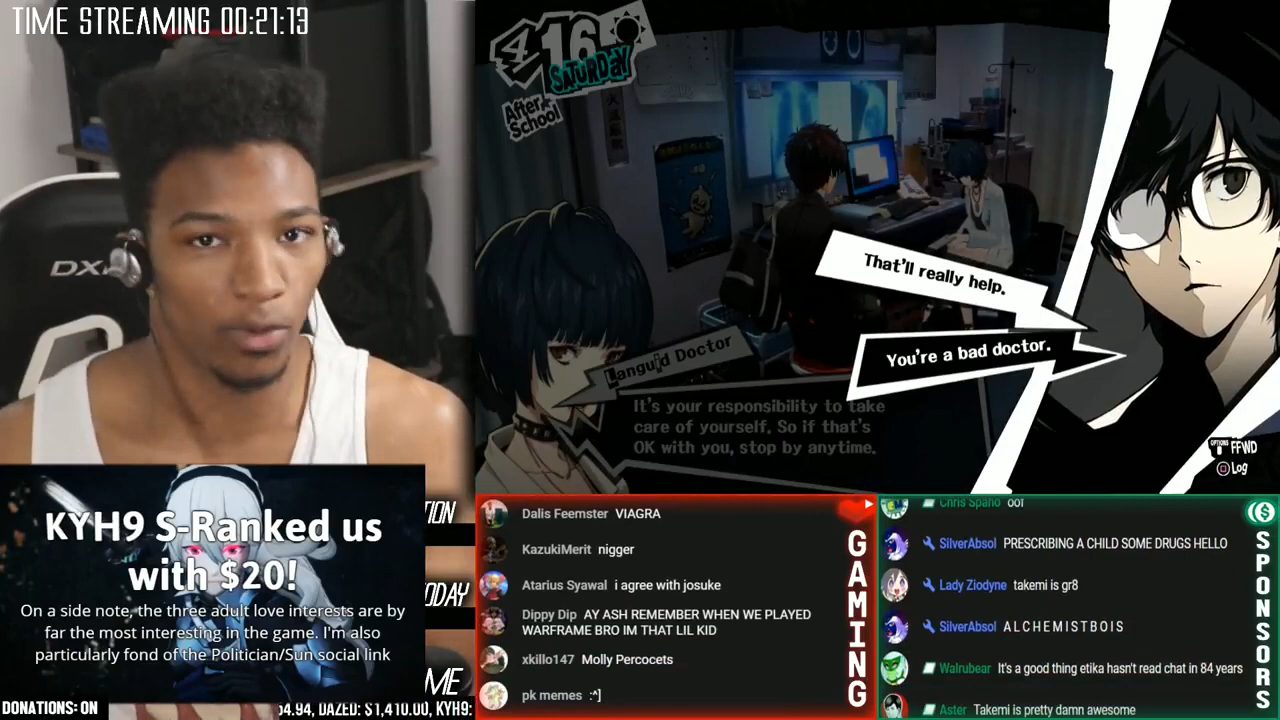 TIME STREAMING 00:21:13
4 16
SATURDAY
After School
DX
That'll really help.
You're a bad doctor.
Languid Doctor
It's your responsibility to take
care of yourself. So if that's
OK with you, stop by anytime.
OPTIONS FFWD
Log
KYH9 S-Ranked us
with $20!
On a side note, the three adult love interests are by
far the most interesting in the game. I'm also
particularly fond of the Politician/Sun social link
TION
ODAY
ME
DONATIONS: ON
54.94, DAZED: $1,410.00, KYH9:
Dalis Feemster VIAGRA
KazukiMerit nigger
Atarius Syawal i agree with josuke
Dippy Dip AY ASH REMEMBER WHEN WE PLAYED
WARFRAME BRO IM THAT LIL KID
xkillo147 Molly Percocets
pk memes :^]
GAMING
Chris Spano oof
SilverAbsol PRESCRIBING A CHILD SOME DRUGS HELLO
Lady Ziodyne takemi is gr8
SilverAbsol A L C H E M I S T B O I S
Walrubear It's a good thing etika hasn't read chat in 84 years
Aster Takemi is pretty damn awesome
SPONSORS